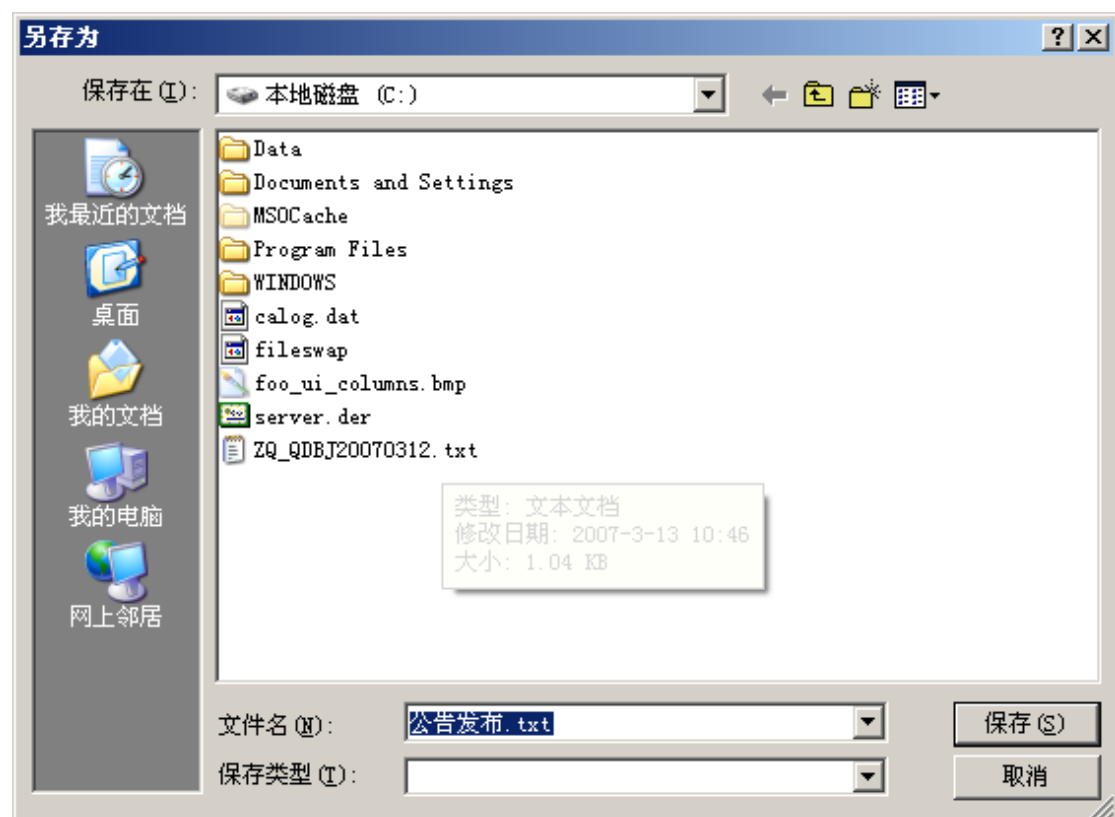 另存为
保存在(I):
本地磁盘 (C:)
我最近的文档
桌面
我的文档
我的电脑
网上邻居
Data
Documents and Settings
MSOCache
Program Files
WINDOWS
calog.dat
fileswap
foo_ui_columns.bmp
server.der
ZQ_QDBJ20070312.txt
类型: 文本文档
修改日期: 2007-3-13 10:46
大小: 1.04 KB
文件名(N):
公告发布.txt
保存(S)
保存类型(T):
取消